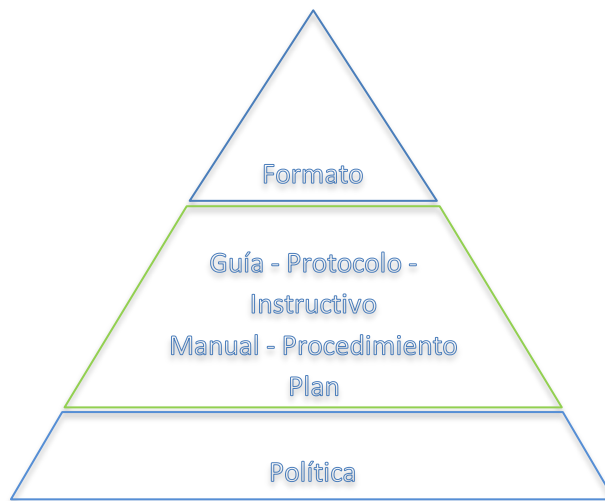 Formato
Guía - Protocolo -
Instructivo
Manual - Procedimiento
Plan
Política